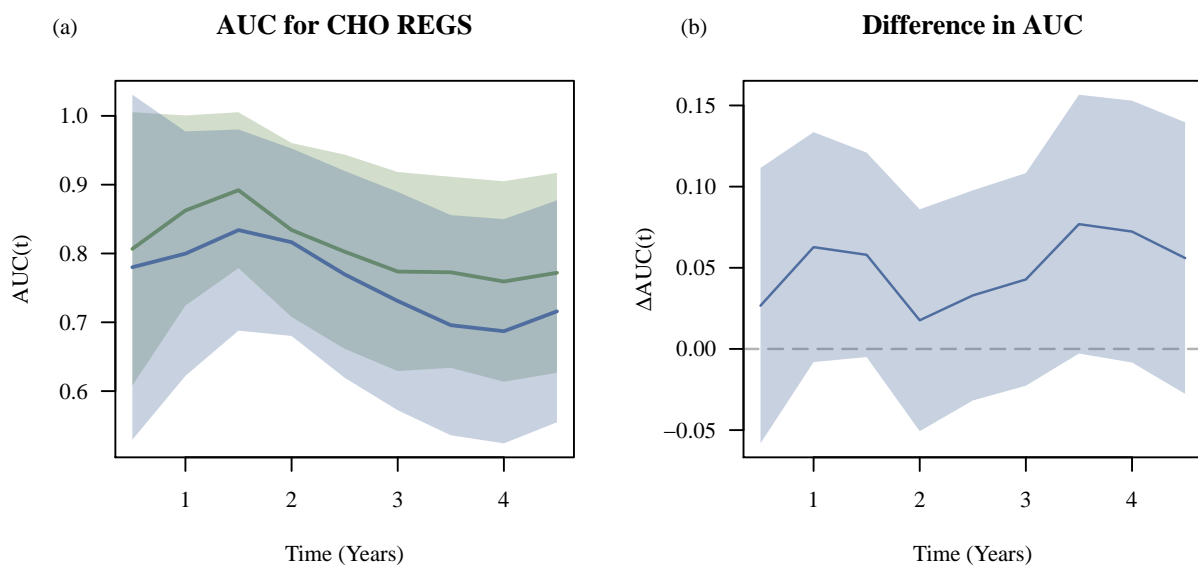 (a)
AUC for CHO REGS
AUC(t)
1.0
0.9
0.8
0.7
0.6
1 2 3 4
Time (Years)
(b)
Difference in AUC
ΔAUC(t)
0.15
0.10
0.05
0.00
−0.05
1 2 3 4
Time (Years)